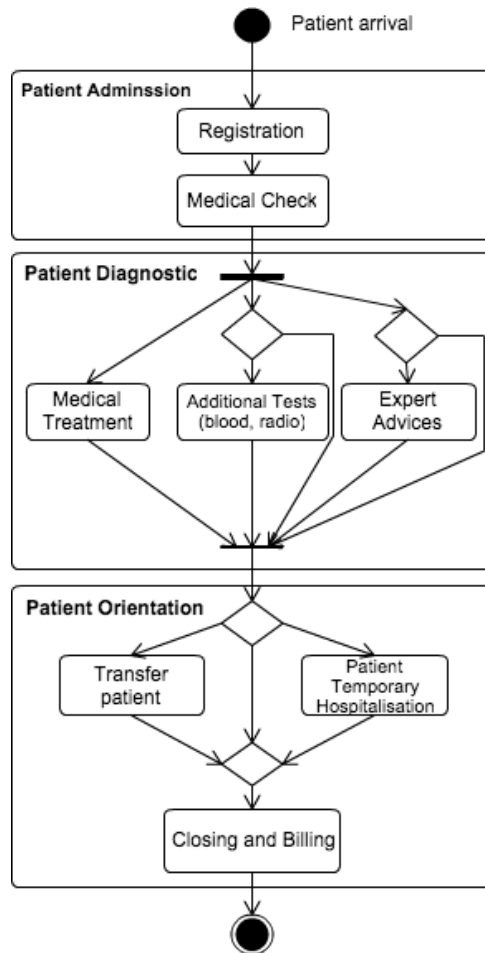 Patient arrival
Patient Adminssion
Registration
Medical Check
Patient Diagnostic
Medical
Treatment
Additional Tests
(blood, radio)
Expert
Advices
Patient Orientation
Transfer
patient
Patient
Temporary
Hospitalisation
Closing and Billing